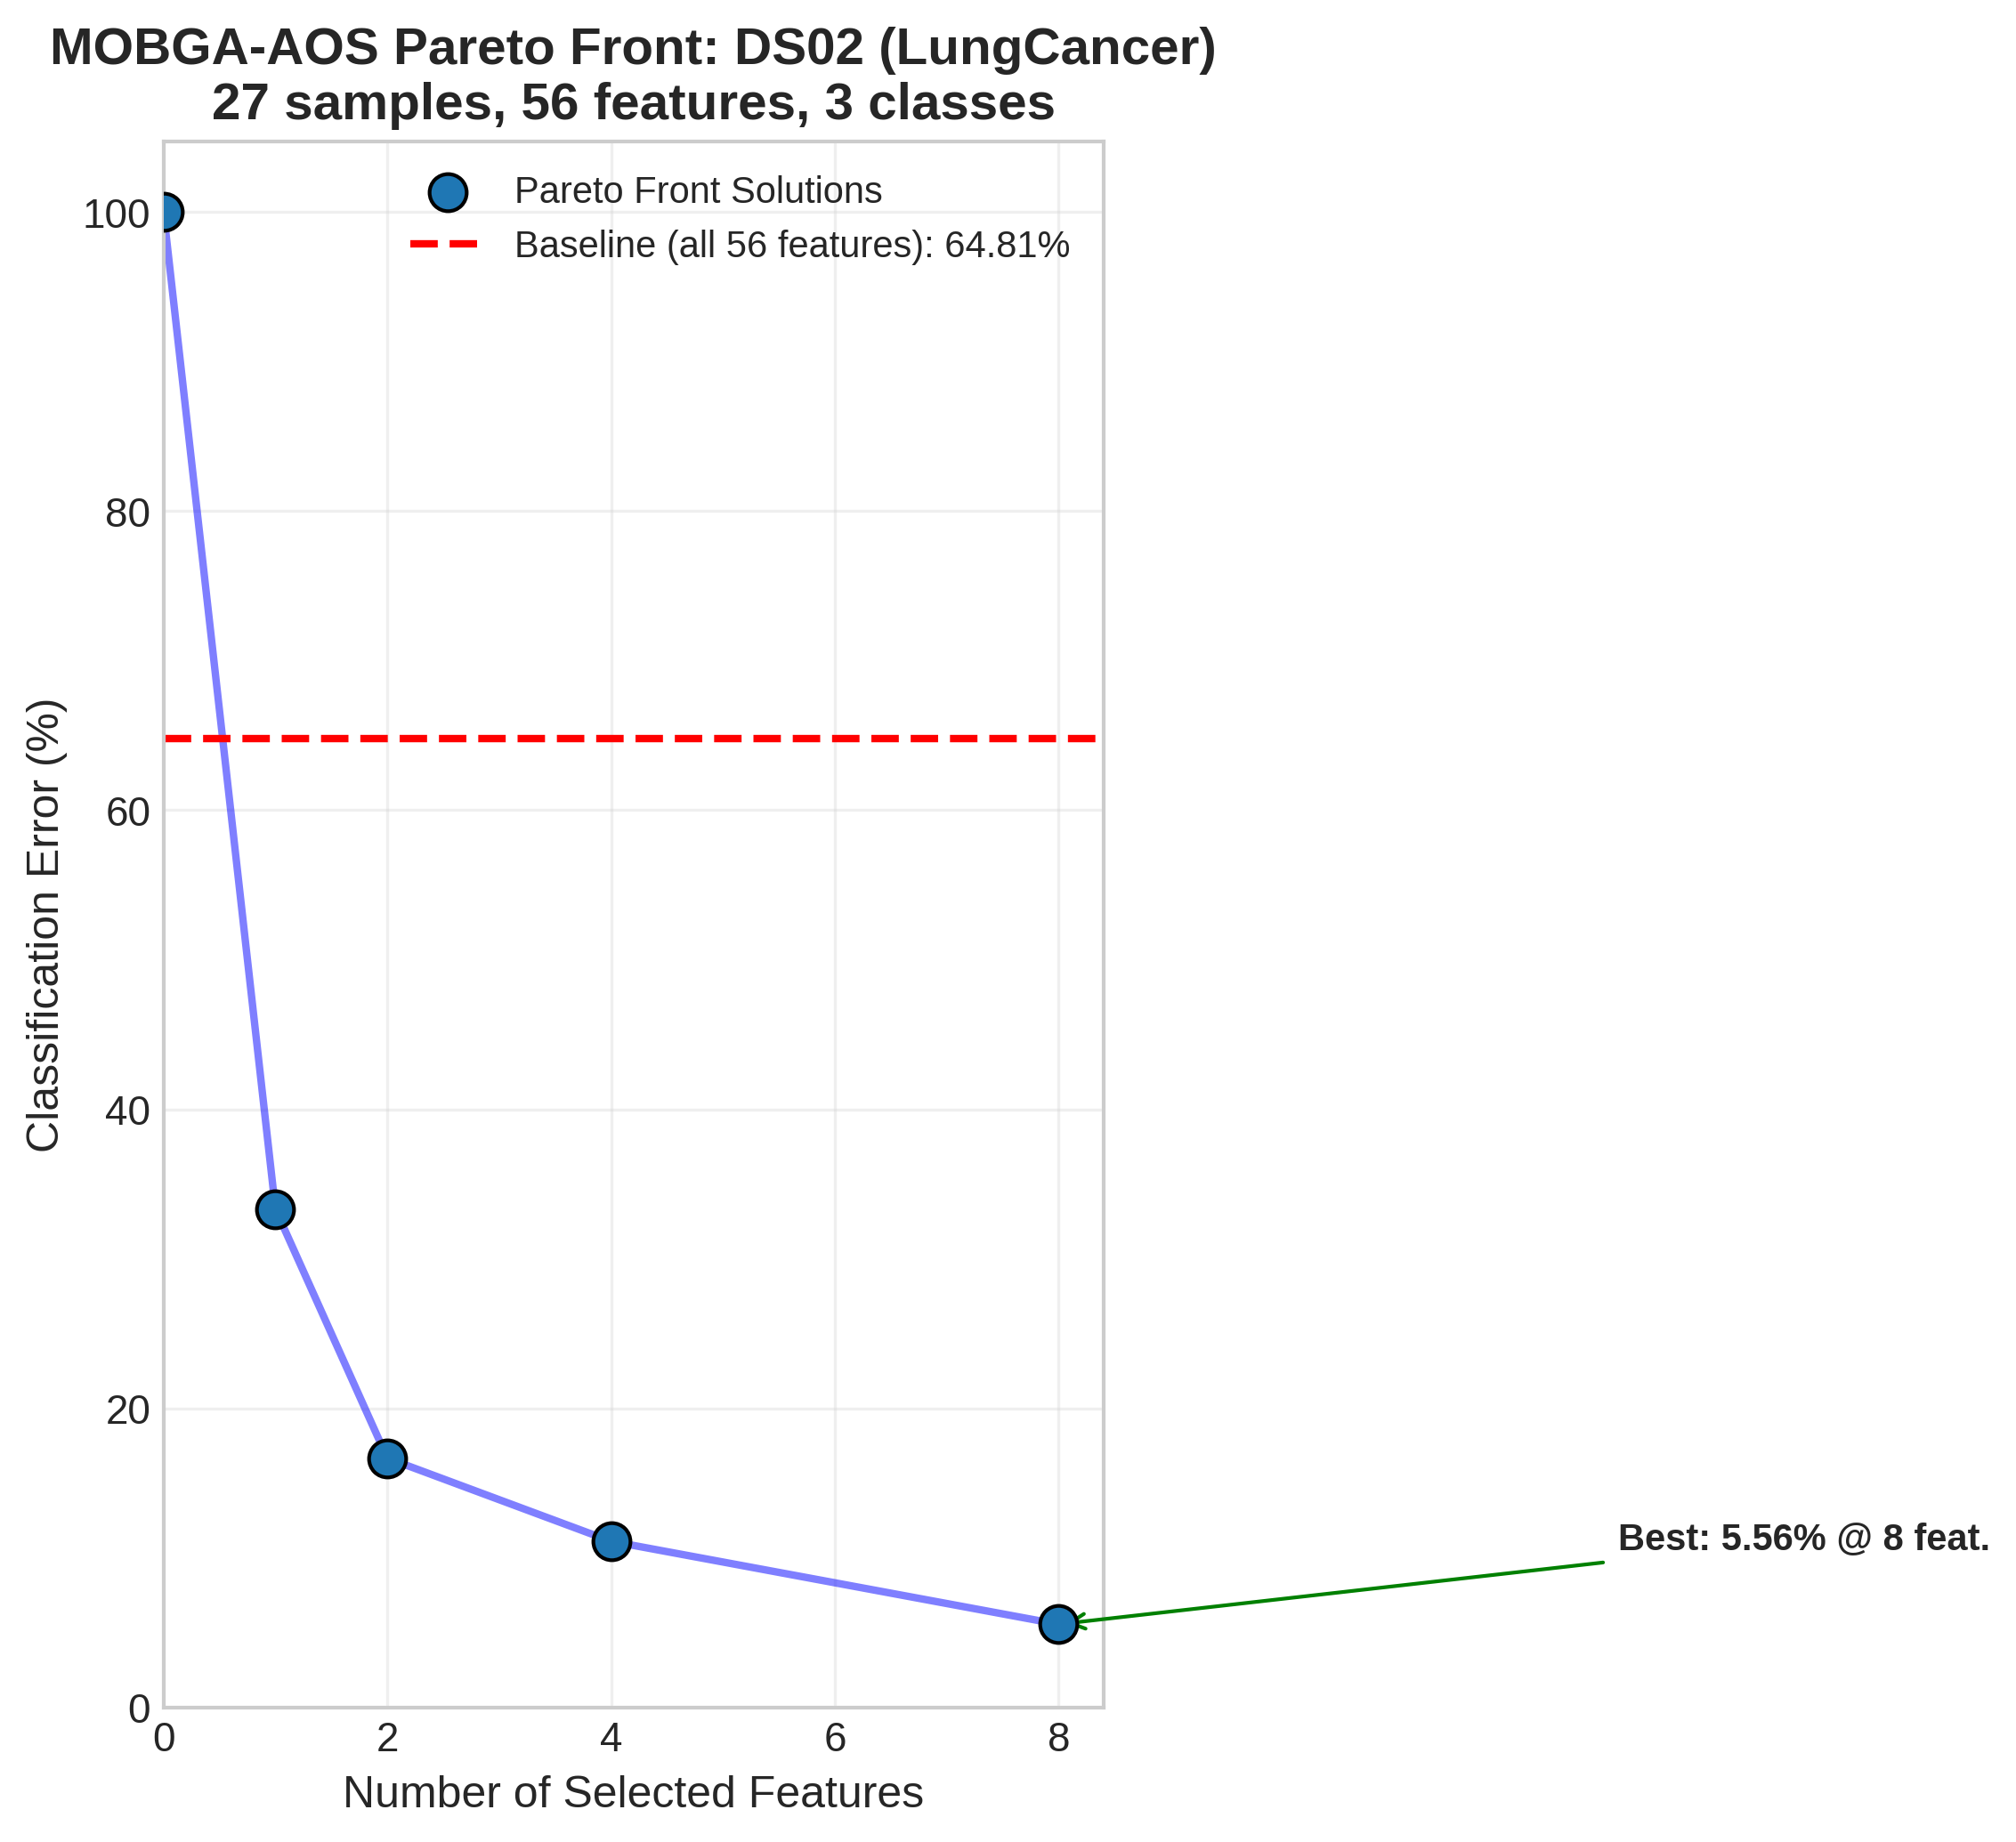 MOBGA-AOS Pareto Front: DS02 (LungCancer)
27 samples, 56 features, 3 classes
Pareto Front Solutions
Baseline (all 56 features): 64.81%
Classification Error (%)
100
80
60
40
20
0
0 2 4 6 8
Number of Selected Features
Best: 5.56% @ 8 feat.